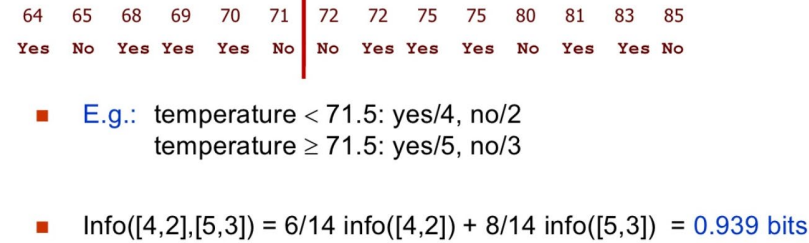 64 65 68 69 70 71 72 72 75 75 80 81 83 85
Yes No Yes Yes Yes No No Yes Yes Yes No Yes Yes No
E.g.: temperature < 71.5: yes/4, no/2
temperature ≥ 71.5: yes/5, no/3
Info([4,2],[5,3]) = 6/14 info([4,2]) + 8/14 info([5,3]) = 0.939 bits